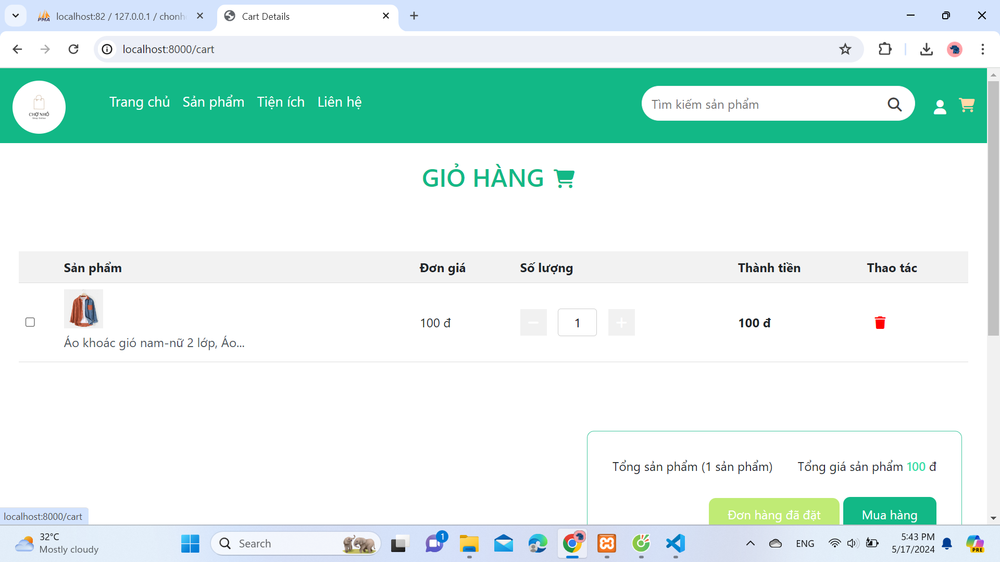 PMA
localhost:82 / 127.0.0.1 / chonh
Cart Details
localhost:8000/cart
CHỢ NHỎ
Shop Online
Trang chủ
Sản phẩm
Tiện ích
Liên hệ
Tìm kiếm sản phẩm
GIỎ HÀNG
Sản phẩm
Đơn giá
Số lượng
Thành tiền
Thao tác
Áo khoác gió nam-nữ 2 lớp, Áo...
100 đ
1
100 đ
Tổng sản phẩm (1 sản phẩm)
Tổng giá sản phẩm 100 đ
Đơn hàng đã đặt
Mua hàng
localhost:8000/cart
32°C
Mostly cloudy
Search
1
ENG
5:43 PM
5/17/2024
PRE